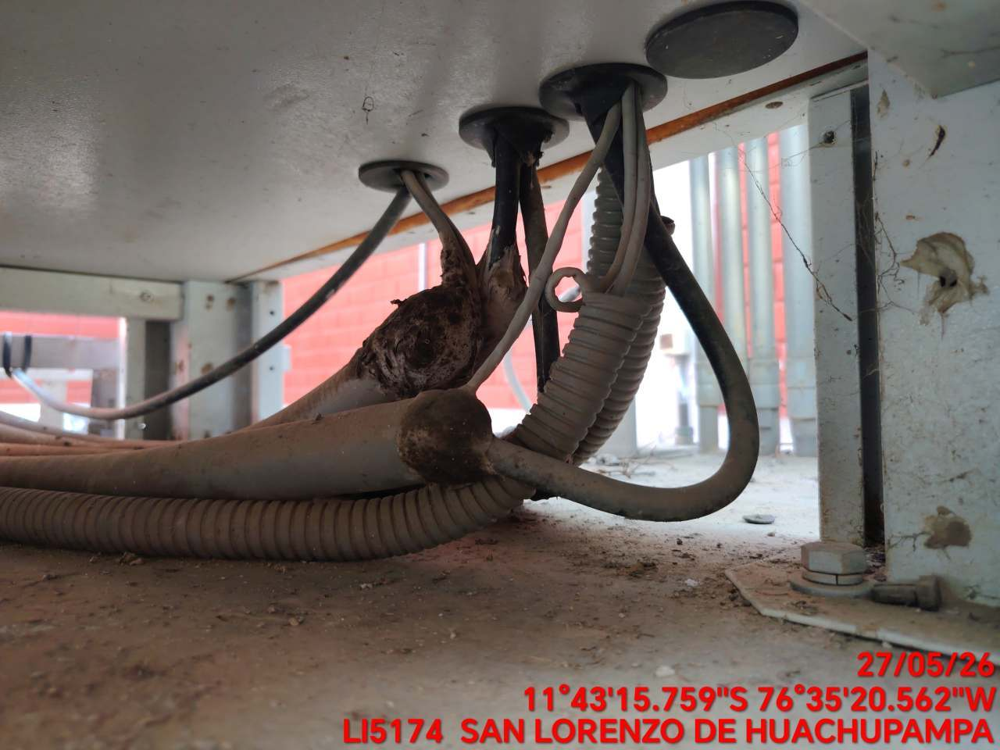 27/05/26
11°43'15.759"S 76°35'20.562"W
LI5174 SAN LORENZO DE HUACHUPAMPA